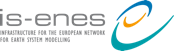 is-enes
INFRASTRUCTURE FOR THE EUROPEAN NETWORK
FOR EARTH SYSTEM MODELLING